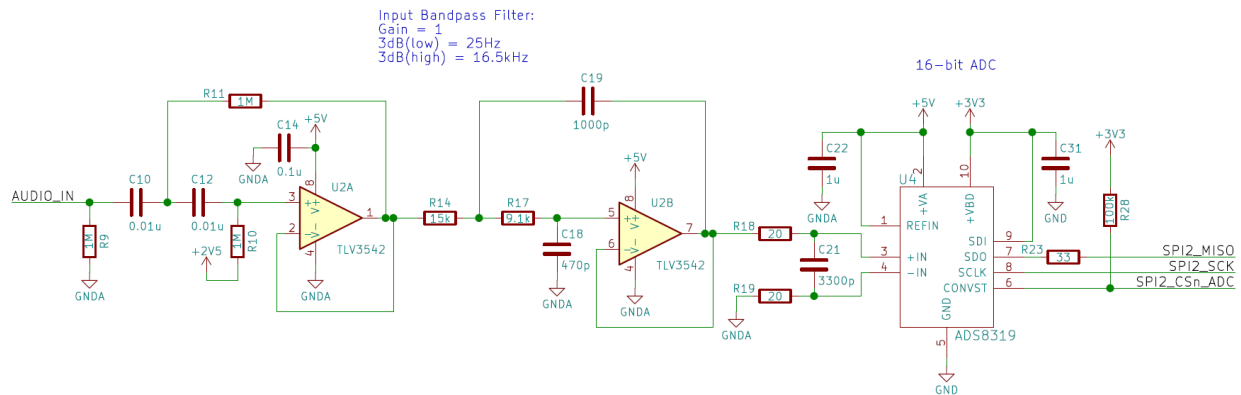 Input Bandpass Filter:
Gain = 1
3dB(low) = 25Hz
3dB(high) = 16.5kHz
16-bit ADC
AUDIO_IN
R9
1M
GNDA
C10
0.01u
R11
1M
C12
0.01u
+2V5
1M
R10
C14
0.1u
GNDA
+5V
U2A
3
2
1
8
4
V+
V-
TLV3542
GNDA
R14
15k
R17
9.1k
C19
1000p
C18
470p
GNDA
+5V
U2B
5
6
7
8
4
V+
V-
TLV3542
GNDA
R18
20
R19
20
GNDA
C21
3300p
C22
1u
GNDA
+5V
+3V3
C31
1u
GND
U4
2
+VA
10
+VBD
1
REFIN
3
+IN
4
-IN
SDI
9
SDO
7
SCLK
8
CONVST
6
GND
5
ADS8319
GND
R23
33
+3V3
100k
R28
SPI2_MISO
SPI2_SCK
SPI2_CSn_ADC